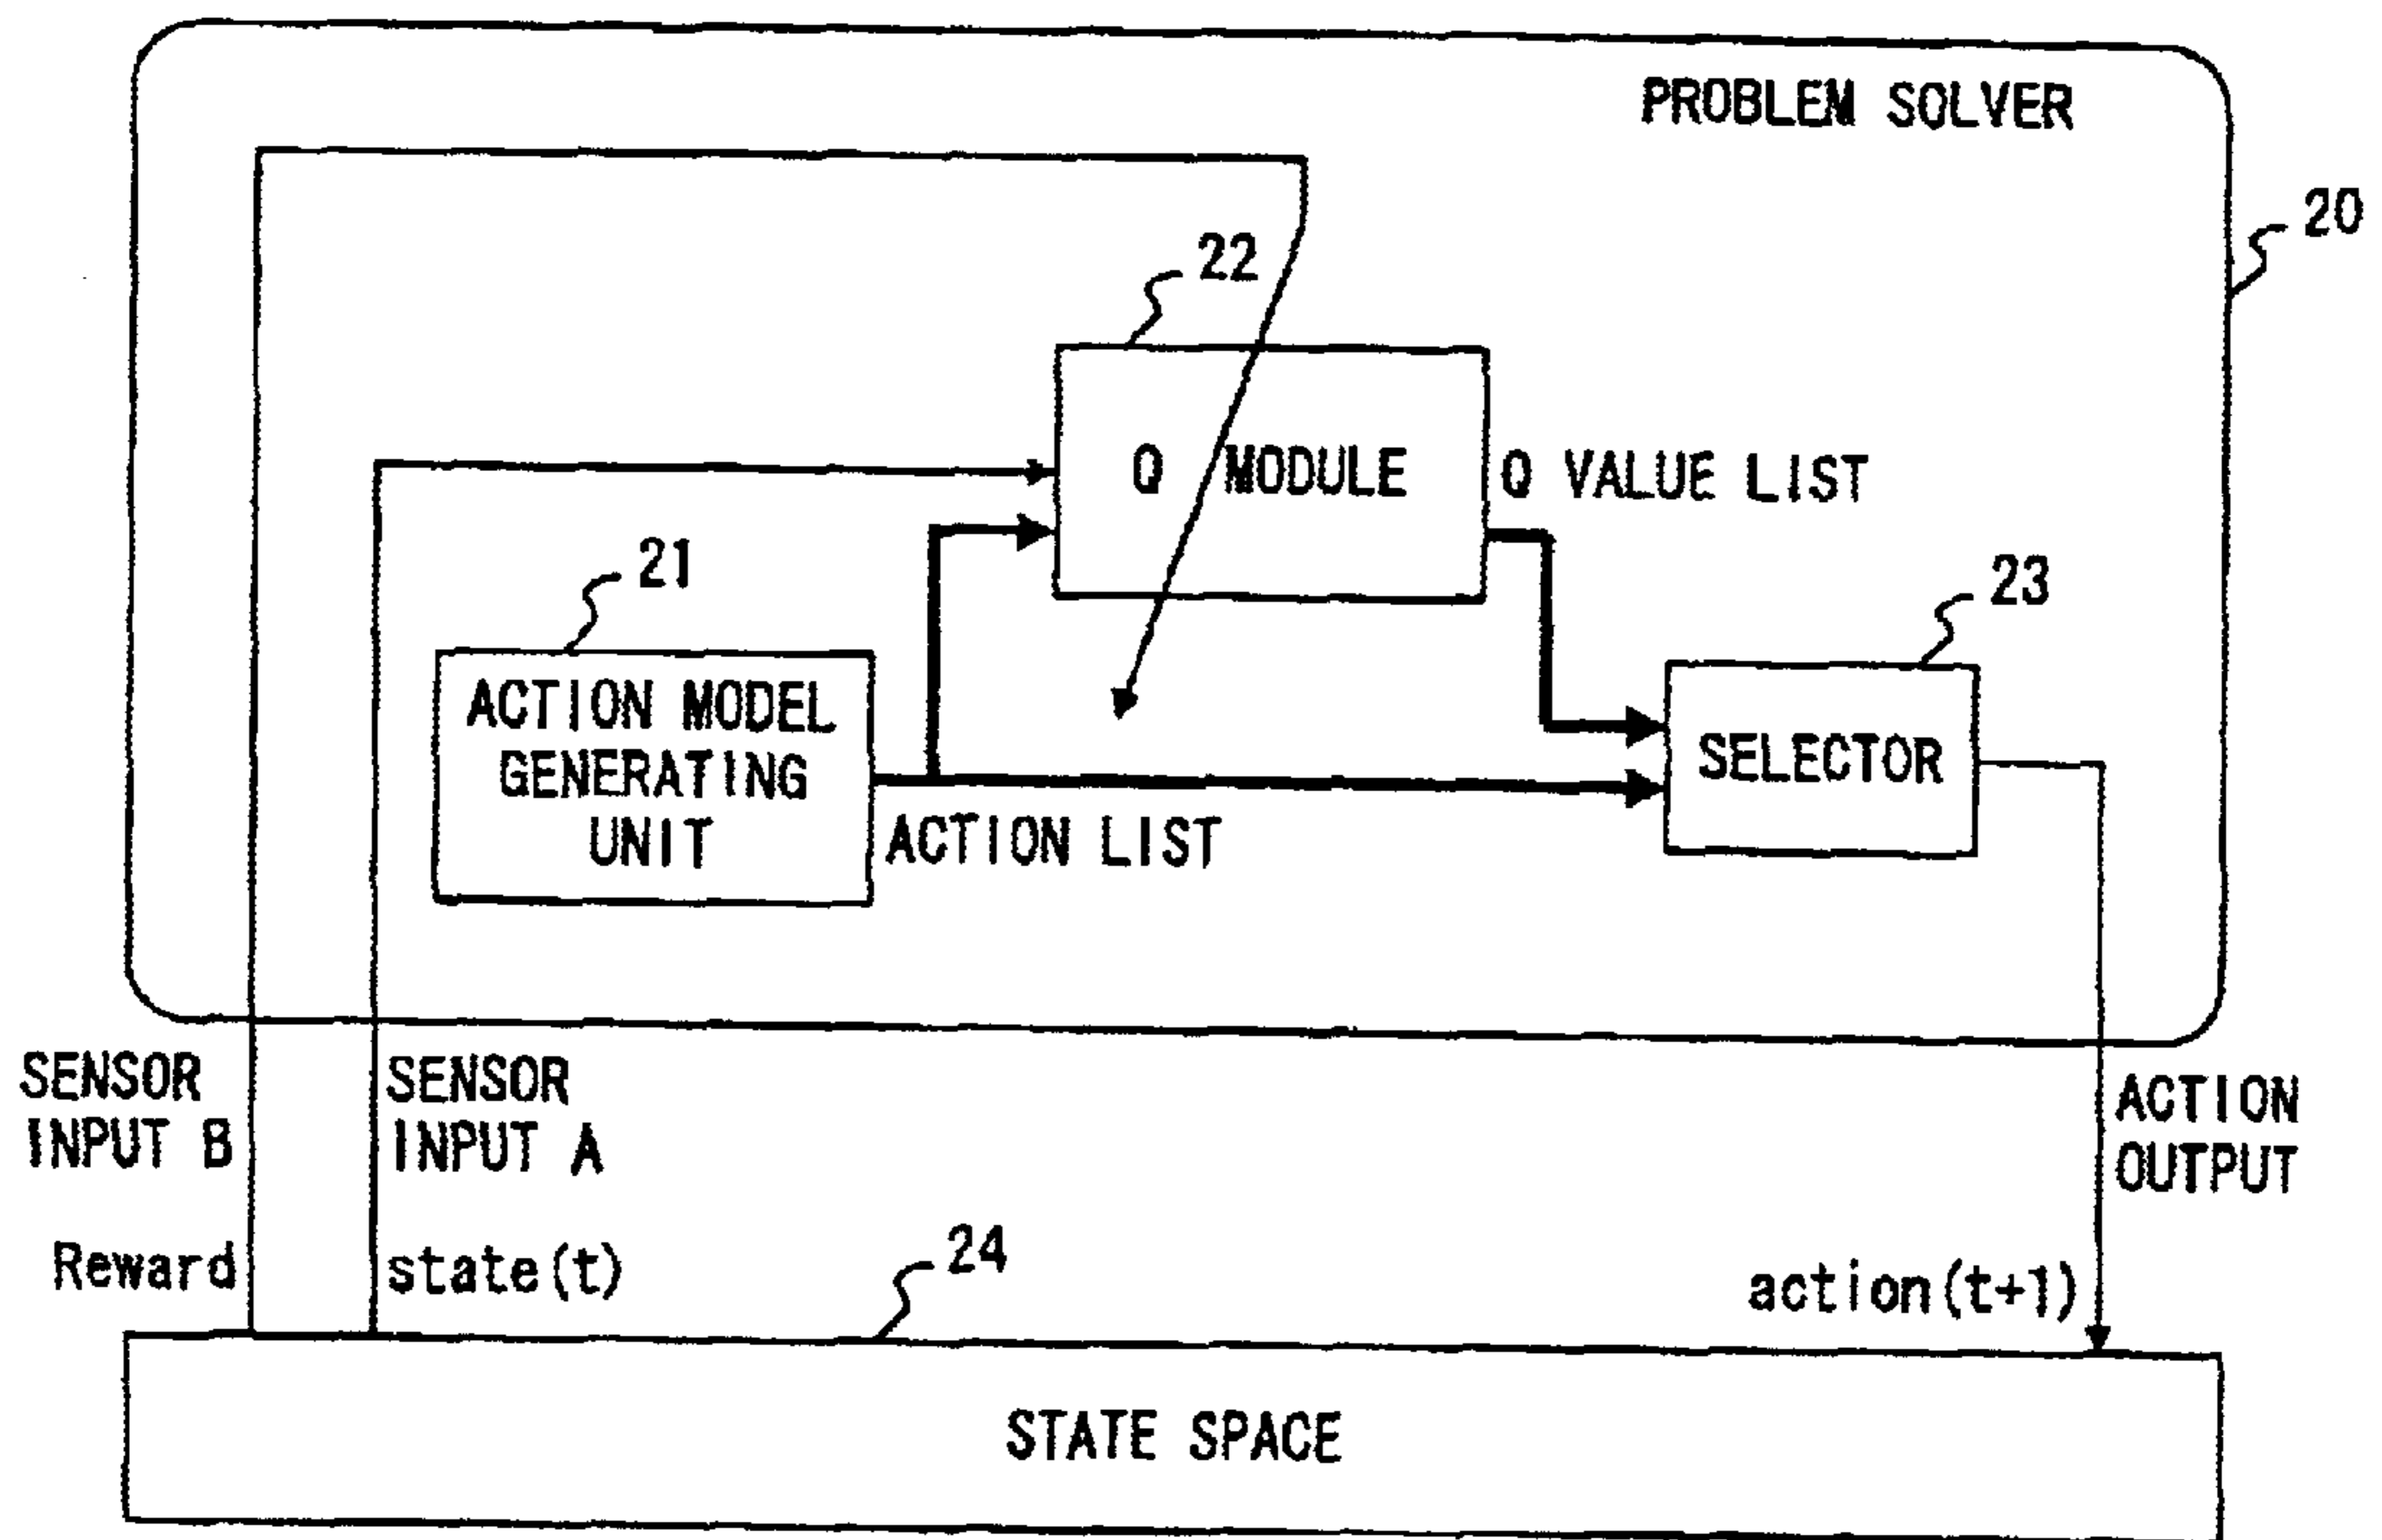 PROBLEM SOLVER
20
22
Q MODULE
Q VALUE LIST
21
23
ACTION MODEL
GENERATING
UNIT
SELECTOR
ACTION LIST
SENSOR
INPUT B
SENSOR
INPUT A
ACTION
OUTPUT
Reward
state(t)
24
action(t+1)
STATE SPACE